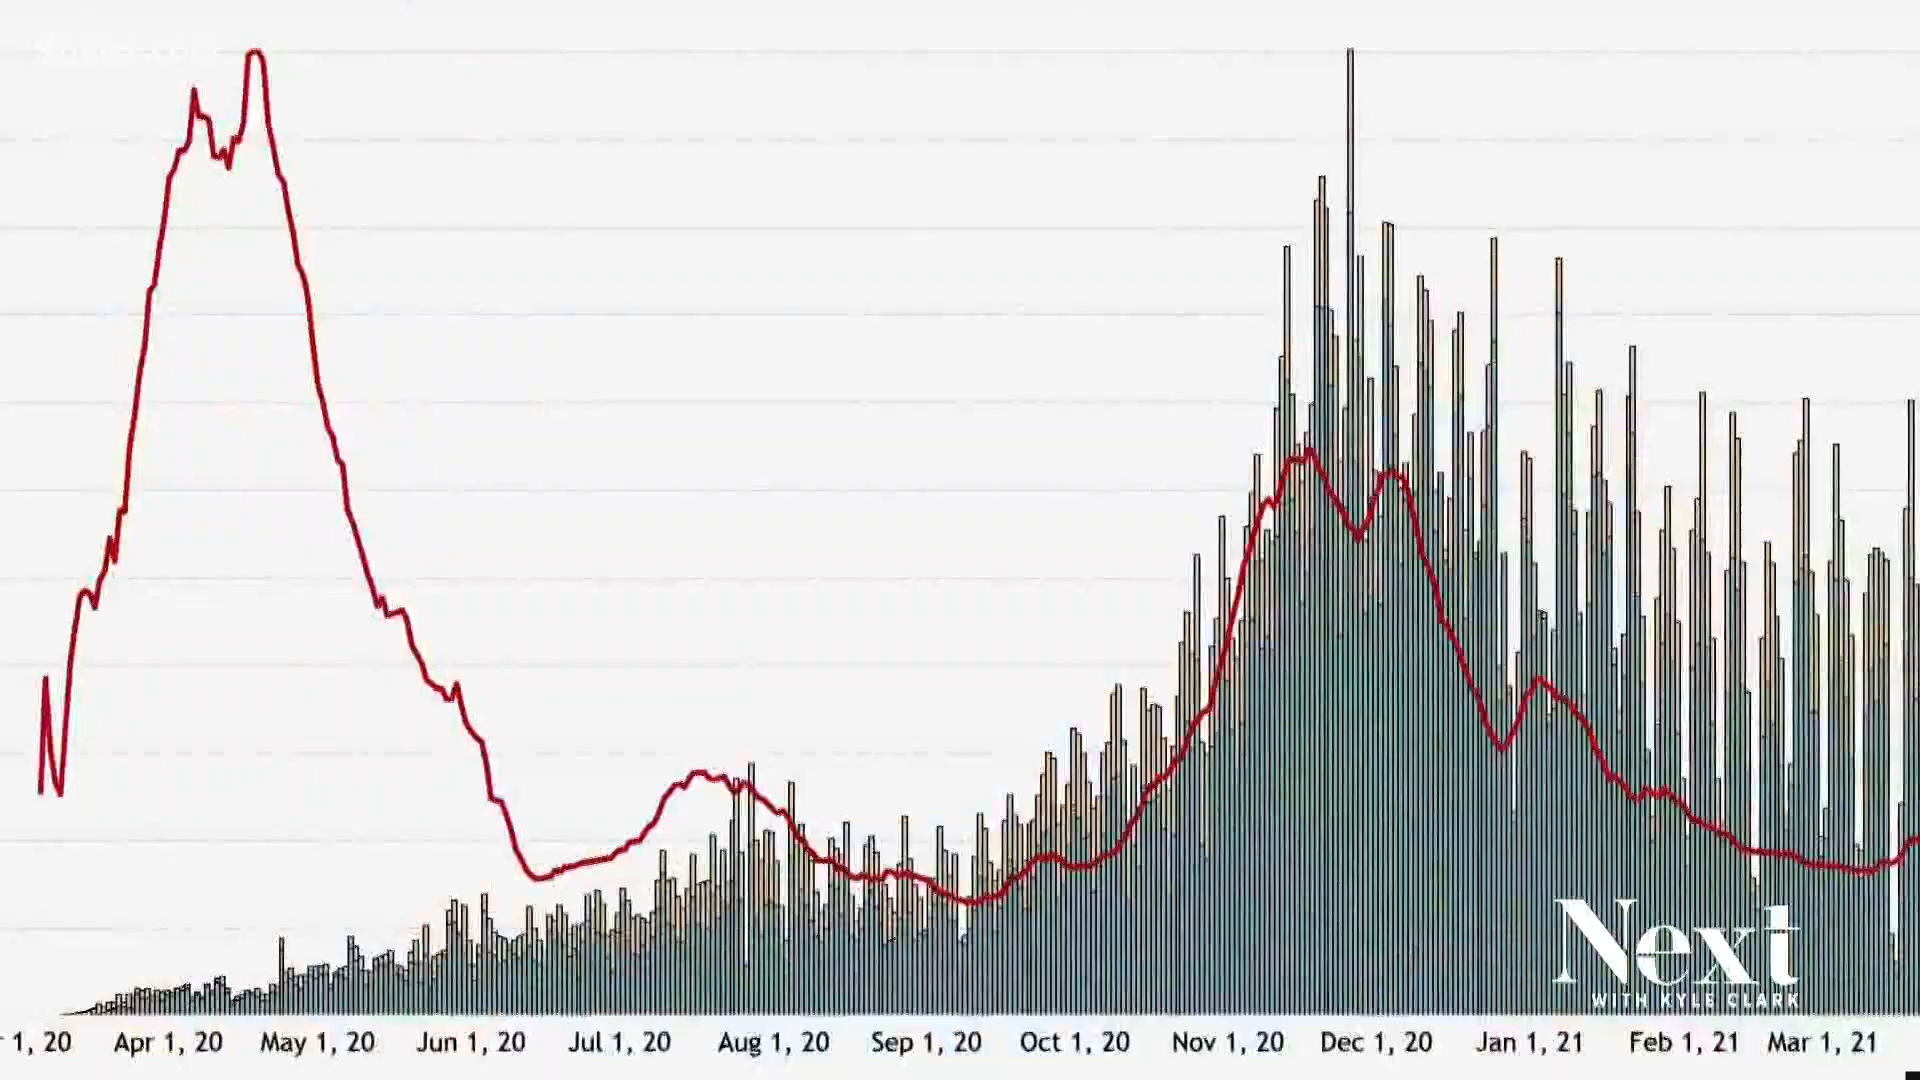 r 1, 20 Apr 1, 20 May 1, 20 Jun 1, 20 Jul 1, 20 Aug 1, 20 Sep 1, 20 Oct 1, 20 Nov 1, 20 Dec 1, 20 Jan 1, 21 Feb 1, 21 Mar 1, 21
Next
WITH KYLE CLARK